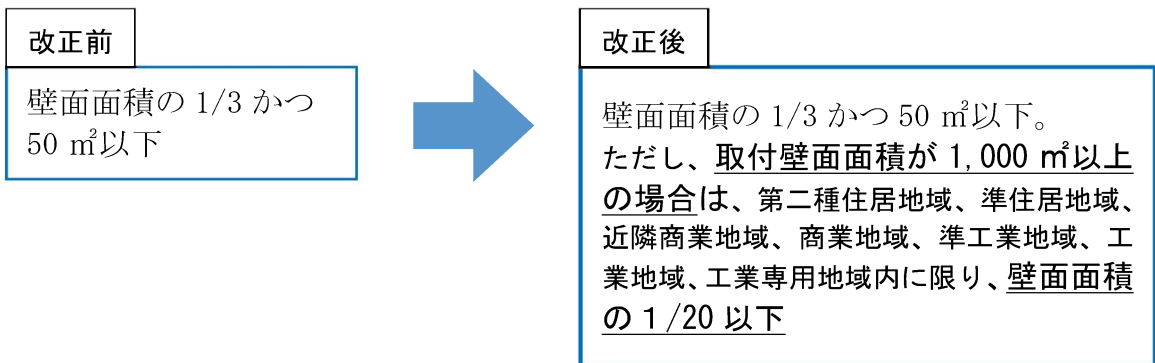 改正前
壁面面積の 1/3 かつ
50 ㎡以下
改正後
壁面面積の 1/3 かつ 50 ㎡以下。
ただし、取付壁面面積が 1,000 ㎡以上
の場合は、第二種住居地域、準住居地域、
近隣商業地域、商業地域、準工業地域、工
業地域、工業専用地域内に限り、壁面面積
の１/20 以下